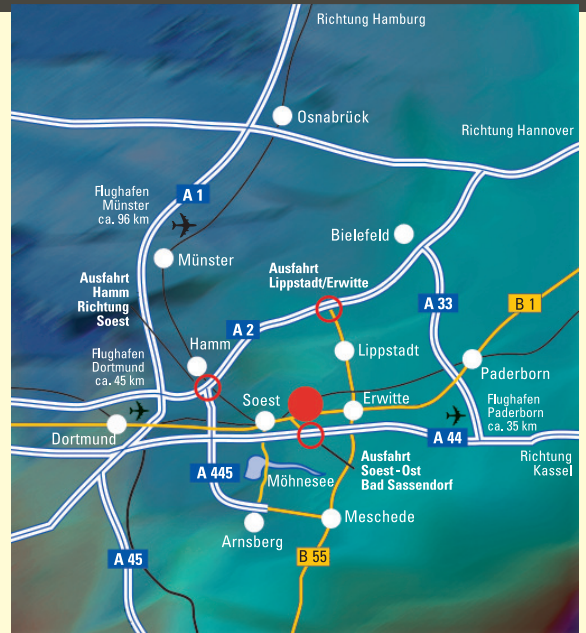 Richtung Hamburg
Osnabrück
Richtung Hannover
Flughafen
Münster
ca. 96 km
A 1
Bielefeld
Münster
Ausfahrt
Lippstadt/Erwitte
Ausfahrt
Hamm
Richtung
Soest
A 33
B 1
A 2
Hamm
Lippstadt
Flughafen
Dortmund
ca. 45 km
Paderborn
Soest
Erwitte
Flughafen
Paderborn
ca. 35 km
Dortmund
A 44
Richtung
Kassel
Ausfahrt
Soest-Ost
Bad Sassendorf
A 445
Möhnesee
Meschede
Arnsberg
A 45
B 55